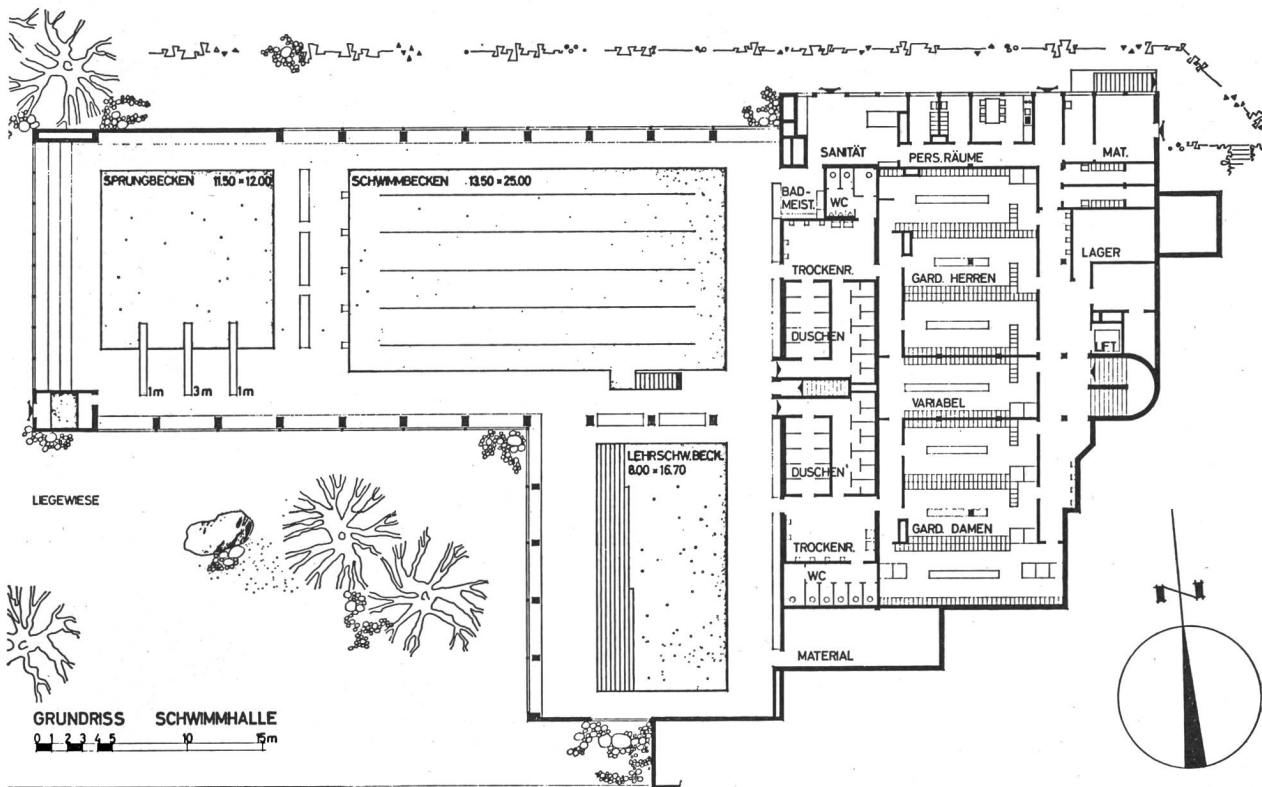 SPRUNGBECKEN 11.50 × 12.00
SCHWIMMBECKEN 13.50 × 25.00
SANITÄT
PERS. RÄUME
MAT.
BAD-
MEIST.
WC
LAGER
TROCKENR.
GARD. HERREN
DUSCHEN
LIFT
1m 3m 1m
VARIABEL
LEHRSCHW. BECK.
8.00 × 16.70
DUSCHEN
LIEGEWIESE
GARD. DAMEN
TROCKENR.
WC
MATERIAL
GRUNDRISS SCHWIMMHALLE
0 1 2 3 4 5 10 15m
N